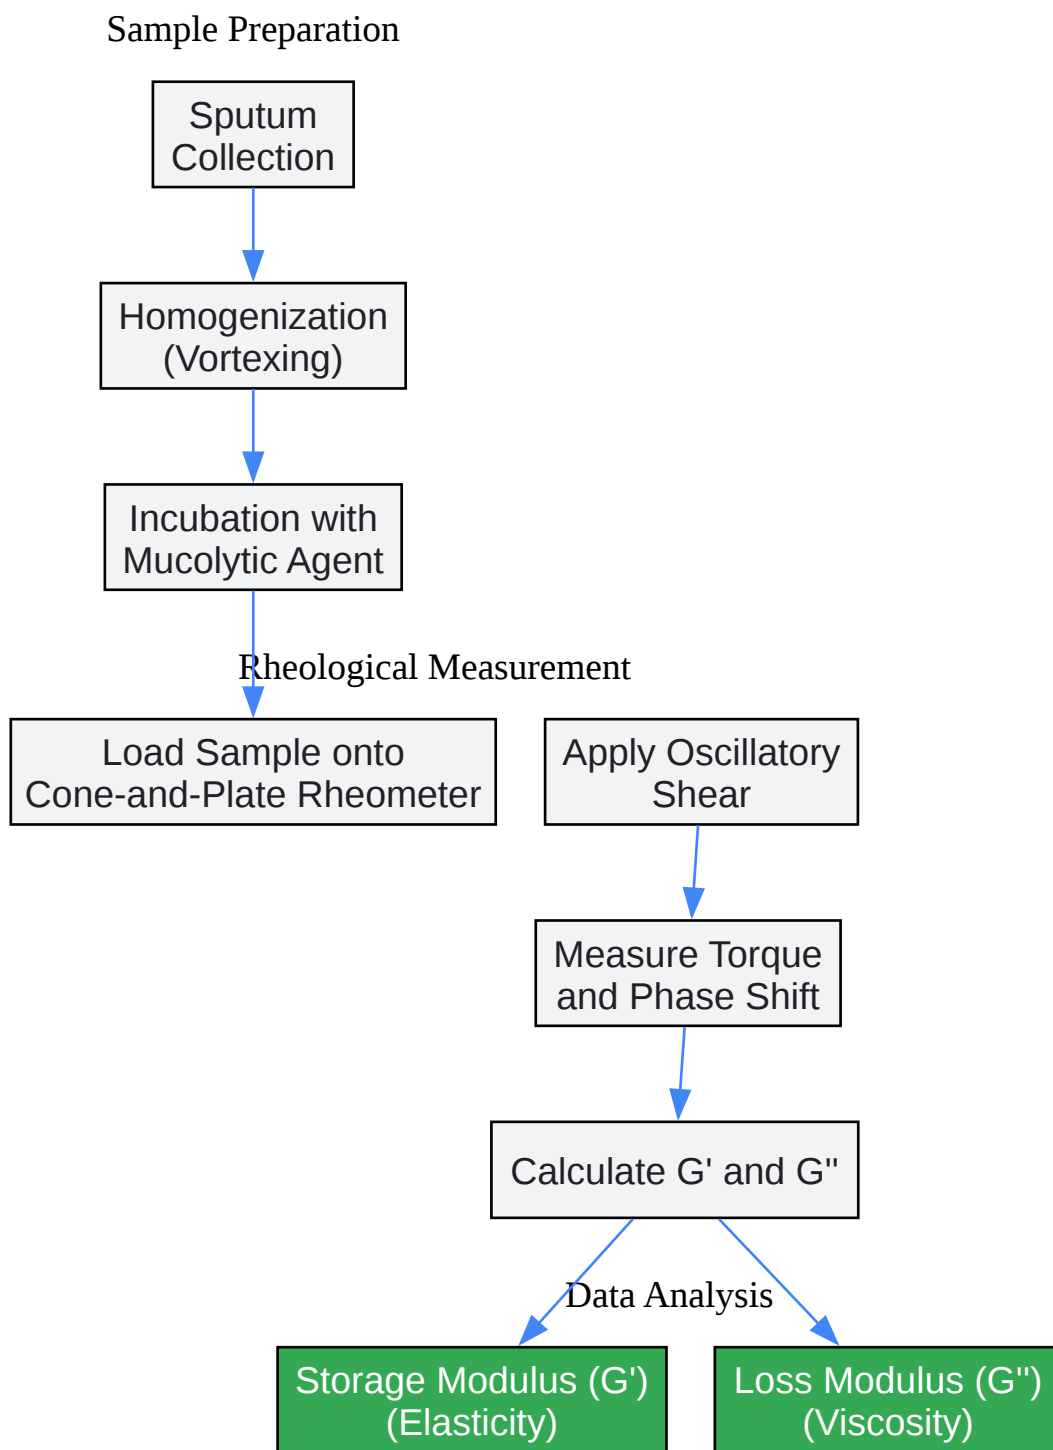 Sample Preparation
Sputum
Collection
Homogenization
(Vortexing)
Incubation with
Mucolytic Agent
Rheological Measurement
Load Sample onto
Cone-and-Plate Rheometer
Apply Oscillatory
Shear
Measure Torque
and Phase Shift
Calculate G' and G''
Data Analysis
Storage Modulus (G')
(Elasticity)
Loss Modulus (G'')
(Viscosity)